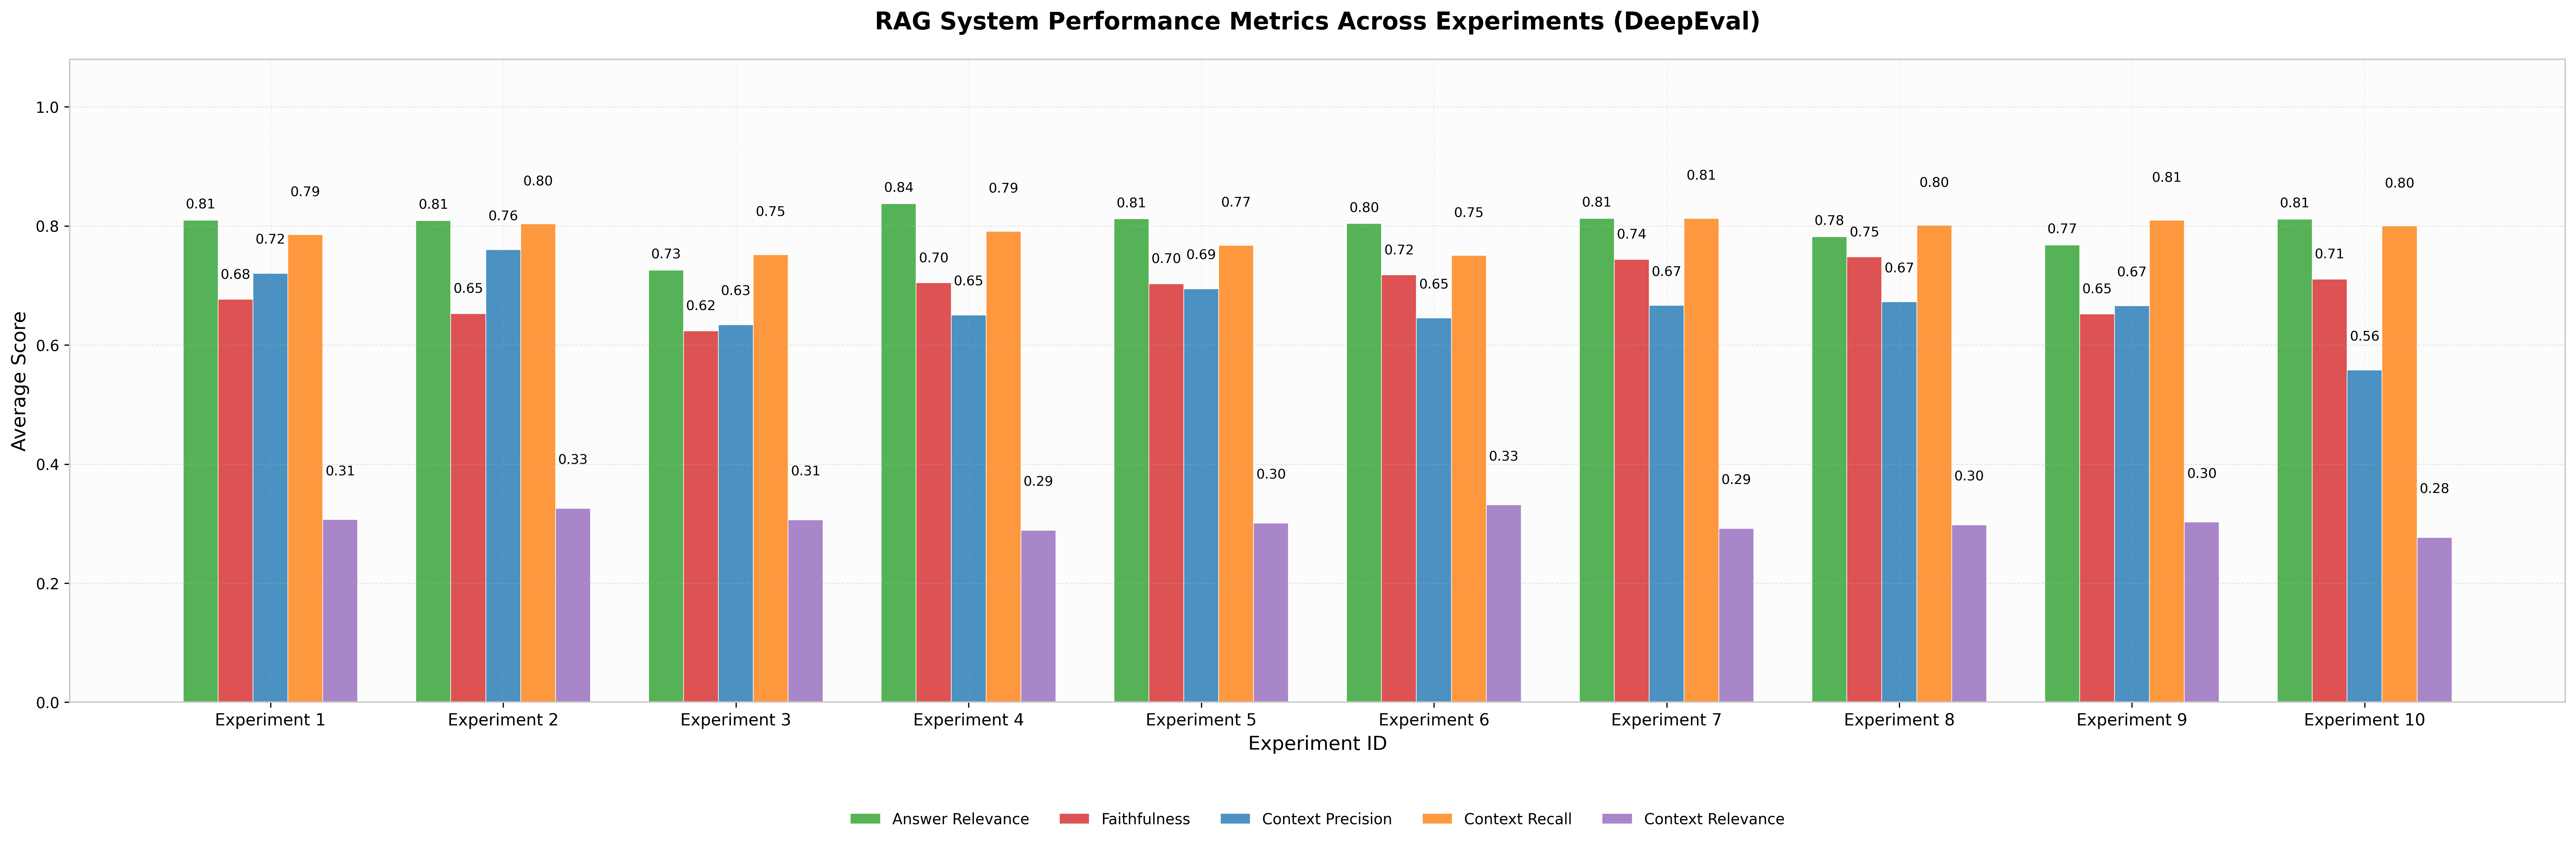 RAG System Performance Metrics Across Experiments (DeepEval)
Average Score
1.0
0.8
0.6
0.4
0.2
0.0
0.81 0.68 0.72 0.79 0.31
0.81 0.65 0.76 0.80 0.33
0.73 0.62 0.63 0.75 0.31
0.84 0.70 0.65 0.79 0.29
0.81 0.70 0.69 0.77 0.30
0.80 0.72 0.65 0.75 0.33
0.81 0.74 0.67 0.81 0.29
0.78 0.75 0.67 0.80 0.30
0.77 0.65 0.67 0.81 0.30
0.81 0.71 0.56 0.80 0.28
Experiment 1 Experiment 2 Experiment 3 Experiment 4 Experiment 5 Experiment 6 Experiment 7 Experiment 8 Experiment 9 Experiment 10
Experiment ID
Answer Relevance Faithfulness Context Precision Context Recall Context Relevance